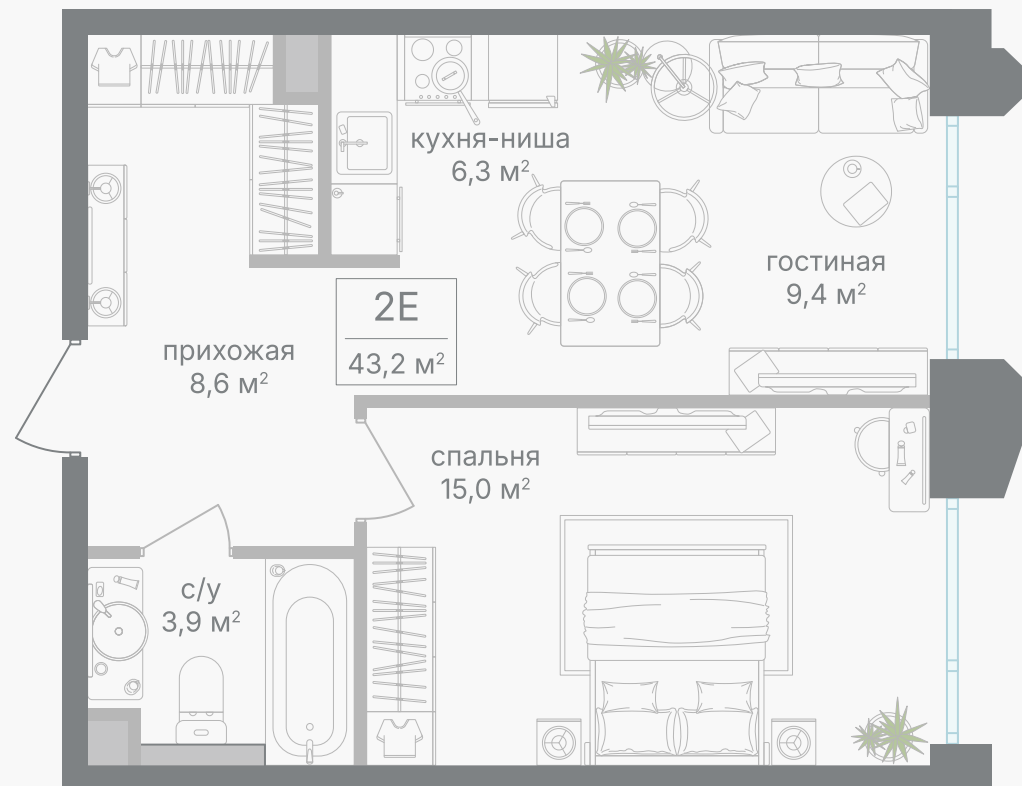 кухня-ниша
6,3 м²
гостиная
9,4 м²
2Е
43,2 м²
прихожая
8,6 м²
спальня
15,0 м²
с/у
3,9 м²